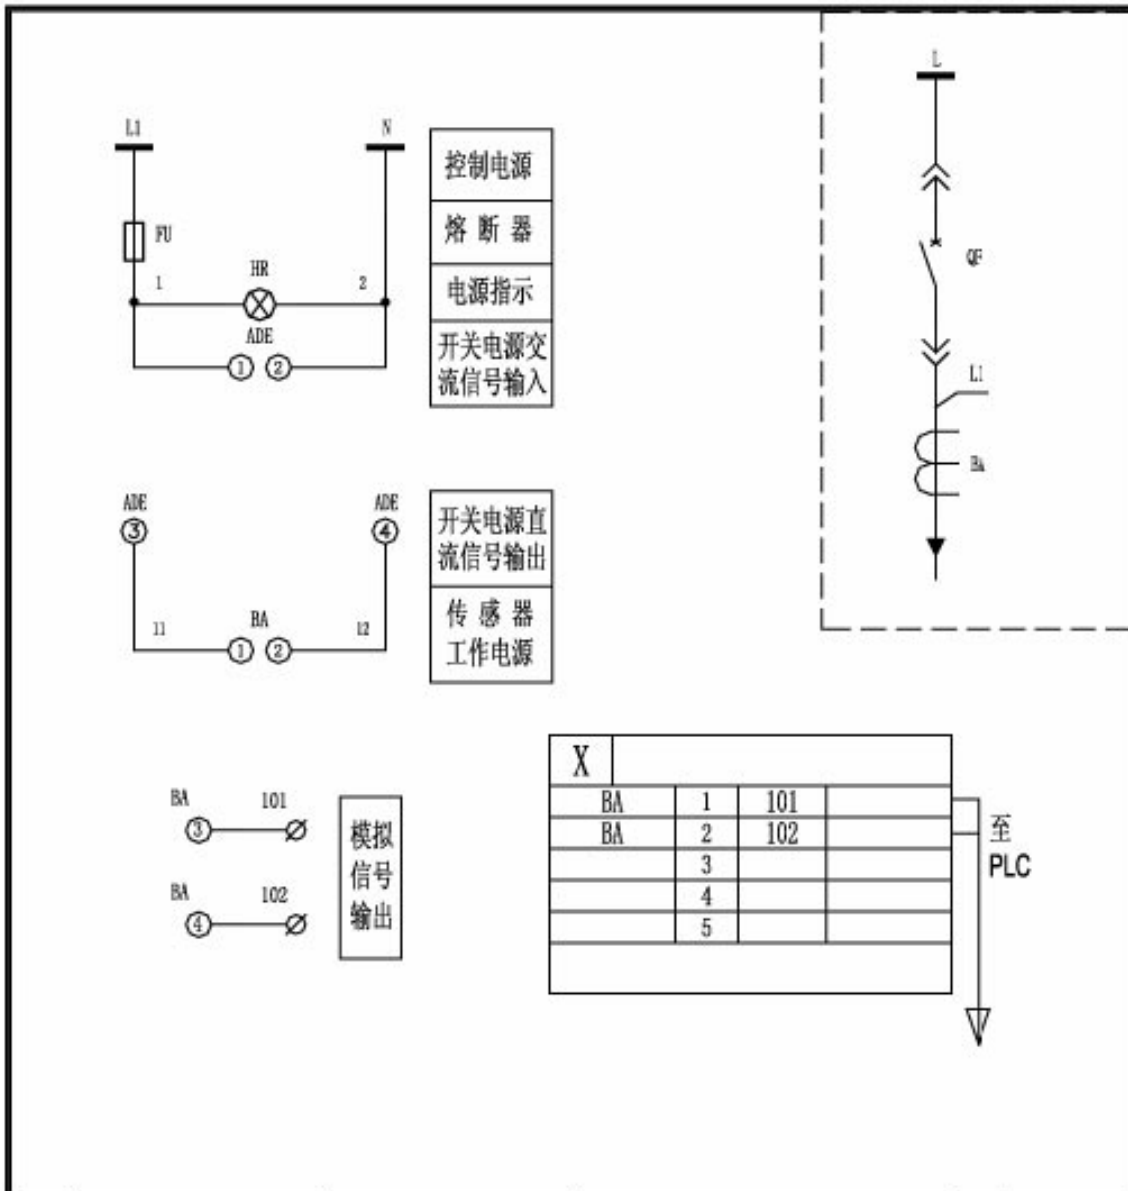 L1
N
FU
1
HR
2
ADE
① ②
控制电源
熔断器
电源指示
开关电源交
流信号输入
L
QF
L1
BA
ADE
③
ADE
④
11
BA
12
① ②
开关电源直
流信号输出
传感器
工作电源
BA
③
101
BA
④
102
模拟
信号
输出
X
BA 1 101
BA 2 102
3
4
5
至
PLC